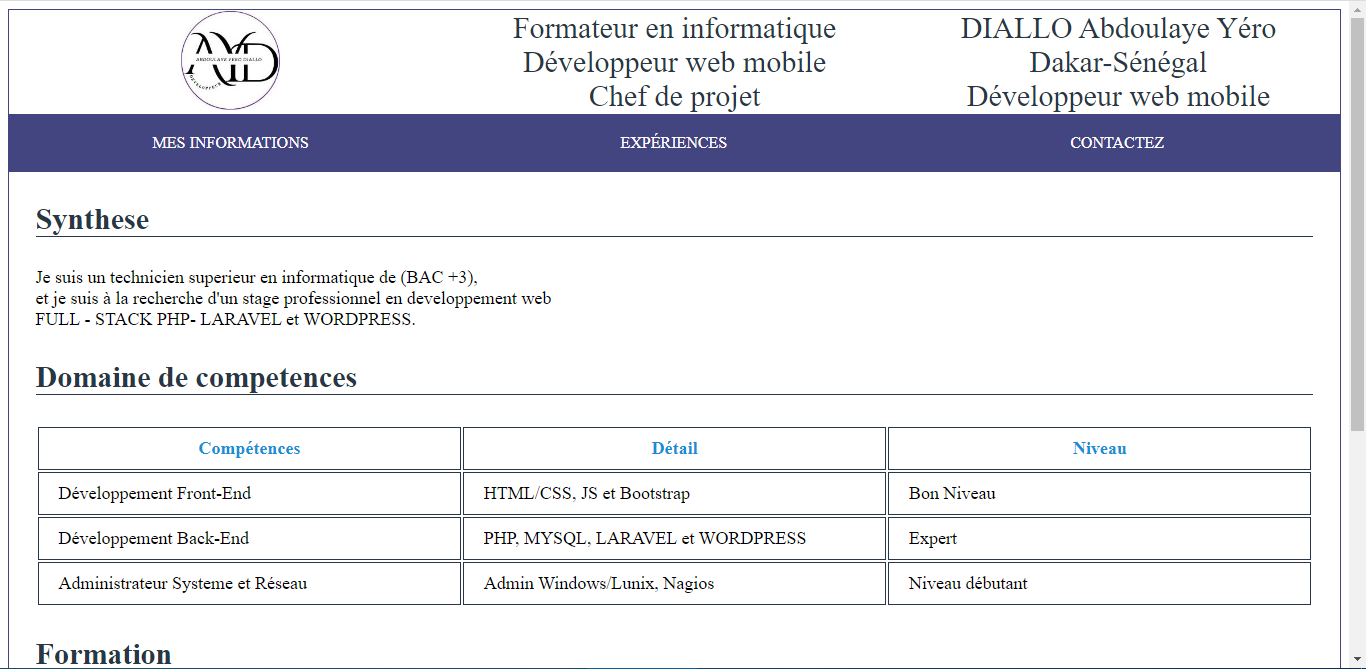 AYD
ABDOULAYE YERO DIALLO
DEVELOPPEUR
Formateur en informatique
Développeur web mobile
Chef de projet
DIALLO Abdoulaye Yéro
Dakar-Sénégal
Développeur web mobile
MES INFORMATIONS
EXPÉRIENCES
CONTACTEZ
Synthese
Je suis un technicien superieur en informatique de (BAC +3),
et je suis à la recherche d'un stage professionnel en developpement web
FULL - STACK PHP- LARAVEL et WORDPRESS.
Domaine de competences
Compétences Détail Niveau
Développement Front-End HTML/CSS, JS et Bootstrap Bon Niveau
Développement Back-End PHP, MYSQL, LARAVEL et WORDPRESS Expert
Administrateur Systeme et Réseau Admin Windows/Lunix, Nagios Niveau débutant
Formation